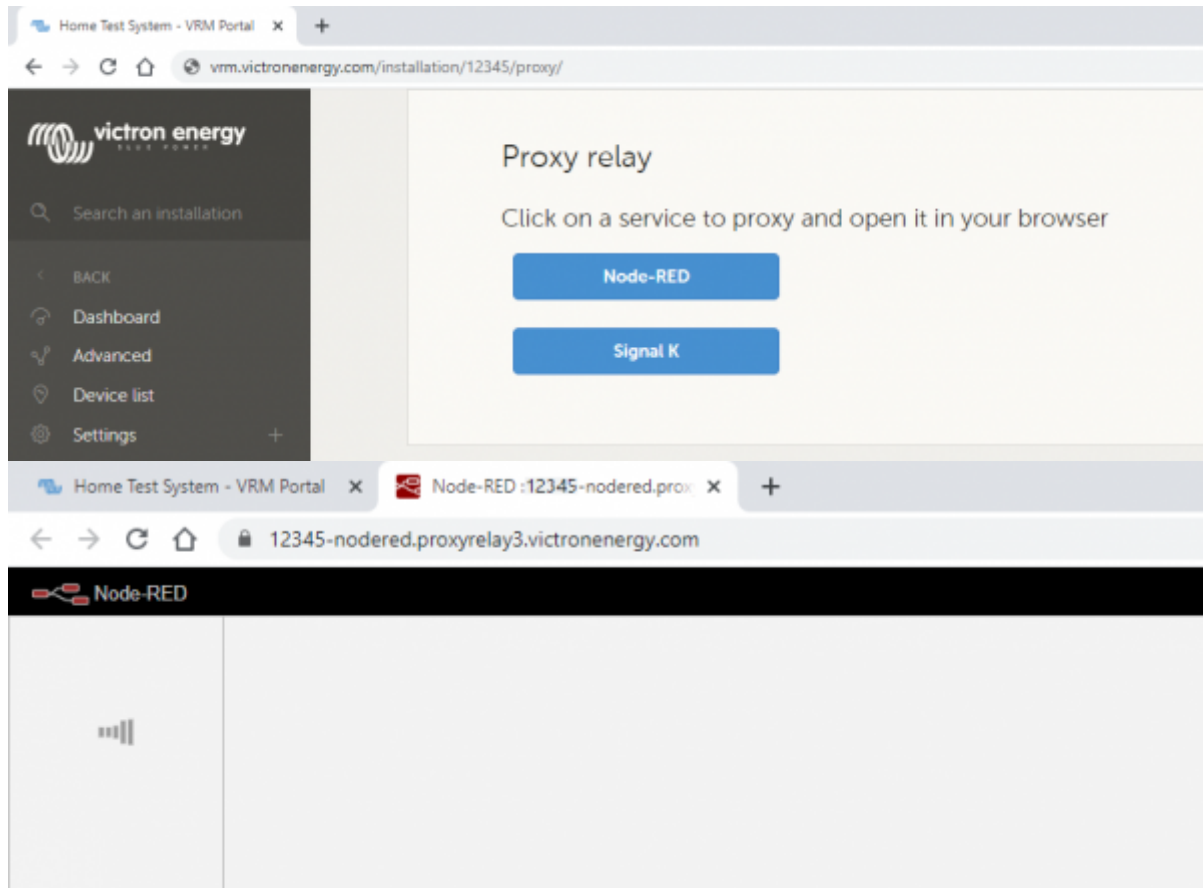 Home Test System - VRM Portal
vrm.victronenergy.com/installation/12345/proxy/
victron energy
BLUE POWER
Search an installation
BACK
Dashboard
Advanced
Device list
Settings
Proxy relay
Click on a service to proxy and open it in your browser
Node-RED
Signal K
Home Test System - VRM Portal
Node-RED :12345-nodered.prox
12345-nodered.proxyrelay3.victronenergy.com
Node-RED